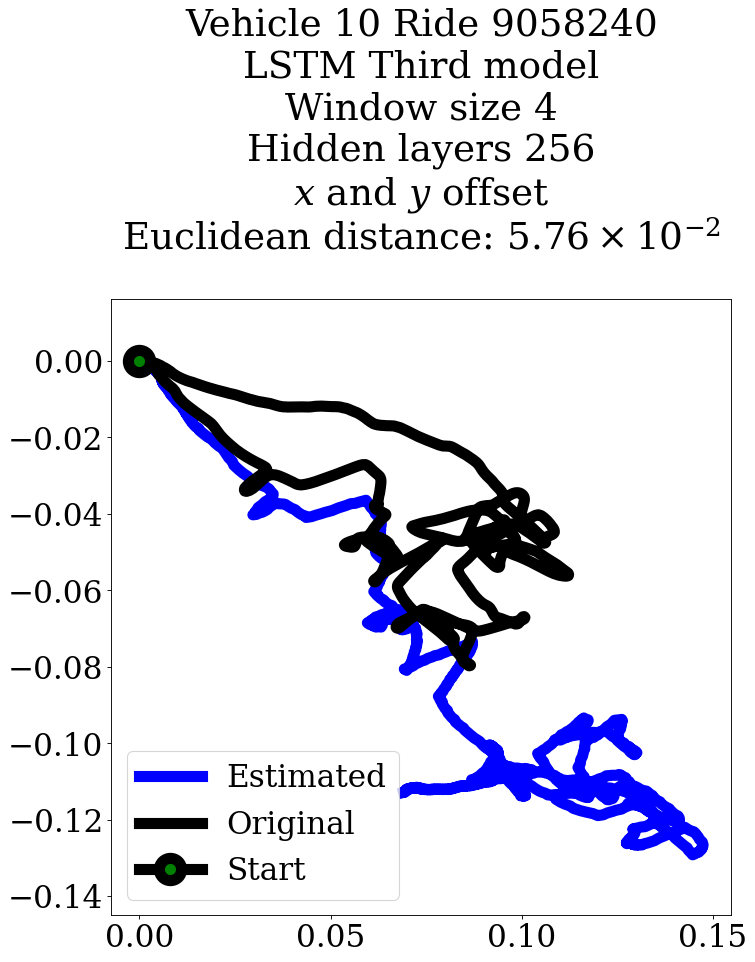 Vehicle 10 Ride 9058240
LSTM Third model
Window size 4
Hidden layers 256
x and y offset
Euclidean distance: 5.76 × 10⁻²
0.00
−0.02
−0.04
−0.06
−0.08
−0.10
−0.12
−0.14
Estimated
Original
Start
0.00 0.05 0.10 0.15